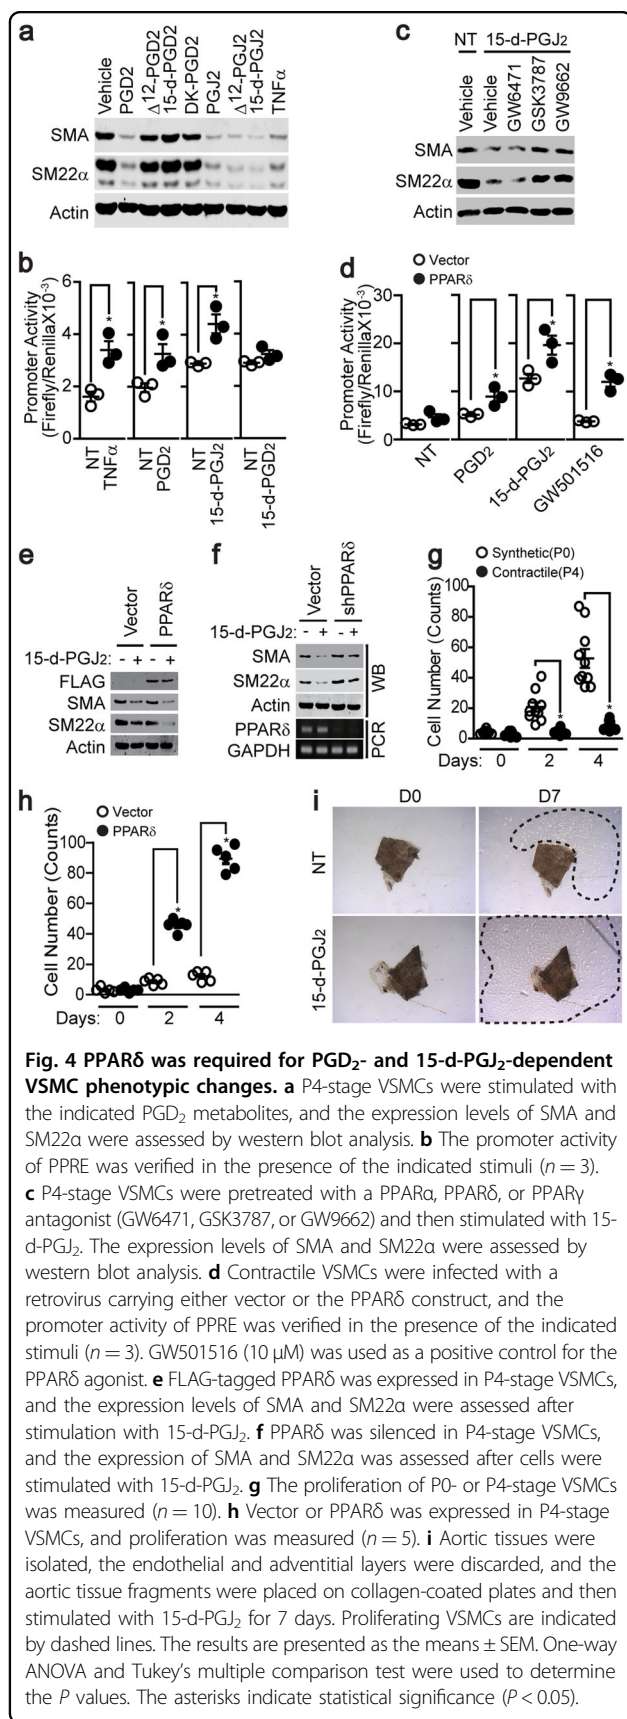 a
Vehicle
PGD2
Δ12-PGD2
15-d-PGD2
DK-PGD2
PGJ2
Δ12-PGJ2
15-d-PGJ2
TNFα
SMA
SM22α
Actin
c
NT 15-d-PGJ2
Vehicle
Vehicle
GW6471
GSK3787
GW9662
SMA
SM22α
Actin
b
Promoter Activity
(Firefly/RenillaX10-3)
6
4
2
0
* * *
NT
TNFα
NT
PGD2
NT
15-d-PGJ2
NT
15-d-PGD2
d
Vector
PPARδ
Promoter Activity
(Firefly/RenillaX10-3)
30
20
10
0
* * *
NT
PGD2
15-d-PGJ2
GW501516
e
Vector
PPARδ
15-d-PGJ2: - + - +
FLAG
SMA
SM22α
Actin
f
Vector
shPPARδ
15-d-PGJ2: - + - +
SMA
SM22α
Actin
WB
PPARδ
GAPDH
PCR
g
Synthetic(P0)
Contractile(P4)
Cell Number (Counts)
100
80
60
40
20
0
* *
Days: 0 2 4
h
Vector
PPARδ
Cell Number (Counts)
100
80
60
40
20
0
* *
Days: 0 2 4
i
D0 D7
NT
15-d-PGJ2
Fig. 4 PPARδ was required for PGD2- and 15-d-PGJ2-dependent
VSMC phenotypic changes. a P4-stage VSMCs were stimulated with
the indicated PGD2 metabolites, and the expression levels of SMA and
SM22α were assessed by western blot analysis. b The promoter activity
of PPRE was verified in the presence of the indicated stimuli (n = 3).
c P4-stage VSMCs were pretreated with a PPARα, PPARδ, or PPARγ
antagonist (GW6471, GSK3787, or GW9662) and then stimulated with 15-
d-PGJ2. The expression levels of SMA and SM22α were assessed by
western blot analysis. d Contractile VSMCs were infected with a
retrovirus carrying either vector or the PPARδ construct, and the
promoter activity of PPRE was verified in the presence of the indicated
stimuli (n = 3). GW501516 (10 μM) was used as a positive control for the
PPARδ agonist. e FLAG-tagged PPARδ was expressed in P4-stage VSMCs,
and the expression levels of SMA and SM22α were assessed after
stimulation with 15-d-PGJ2. f PPARδ was silenced in P4-stage VSMCs,
and the expression of SMA and SM22α was assessed after cells were
stimulated with 15-d-PGJ2. g The proliferation of P0- or P4-stage VSMCs
was measured (n = 10). h Vector or PPARδ was expressed in P4-stage
VSMCs, and proliferation was measured (n = 5). i Aortic tissues were
isolated, the endothelial and adventitial layers were discarded, and the
aortic tissue fragments were placed on collagen-coated plates and then
stimulated with 15-d-PGJ2 for 7 days. Proliferating VSMCs are indicated
by dashed lines. The results are presented as the means ± SEM. One-way
ANOVA and Tukey's multiple comparison test were used to determine
the P values. The asterisks indicate statistical significance (P < 0.05).